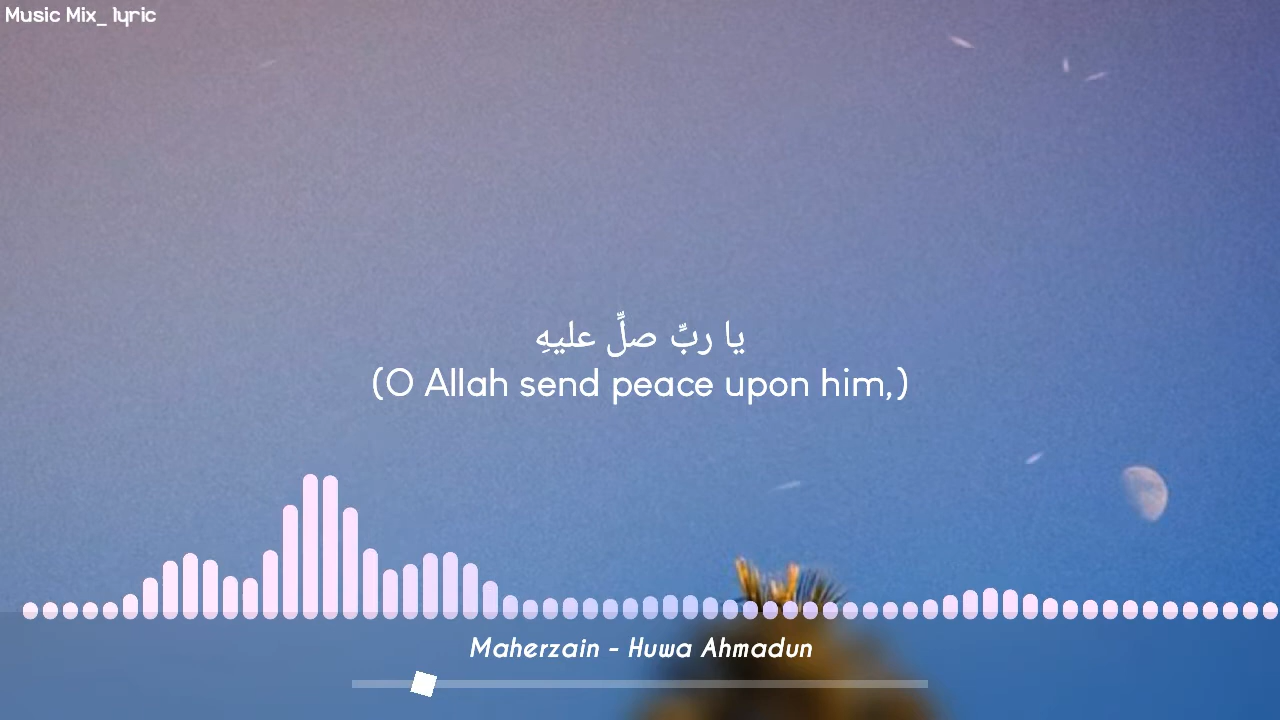 Music Mix_ lyric
يا ربِّ صلِّ عليهِ
(O Allah send peace upon him,)
Maherzain - Huwa Ahmadun